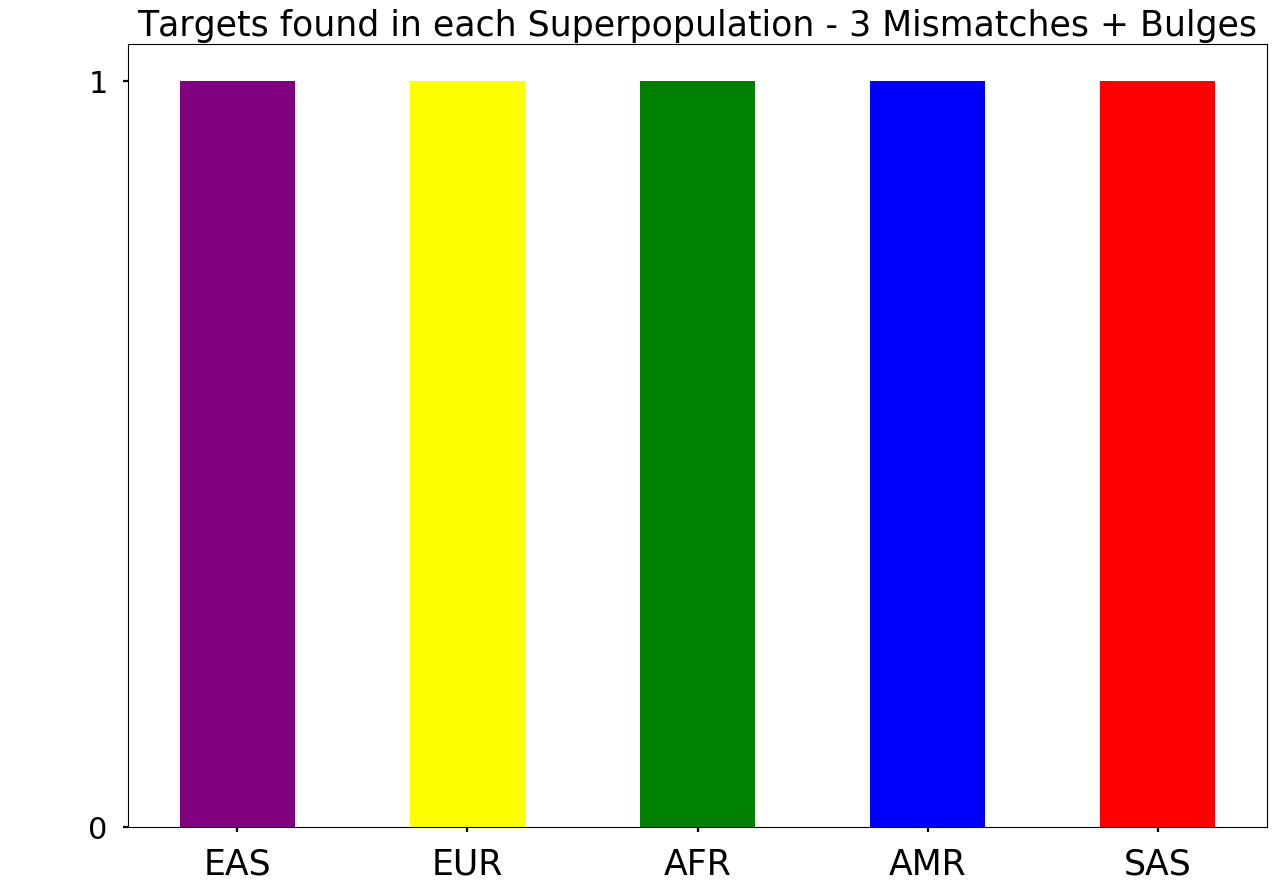 Targets found in each Superpopulation - 3 Mismatches + Bulges
1
0
EAS EUR AFR AMR SAS